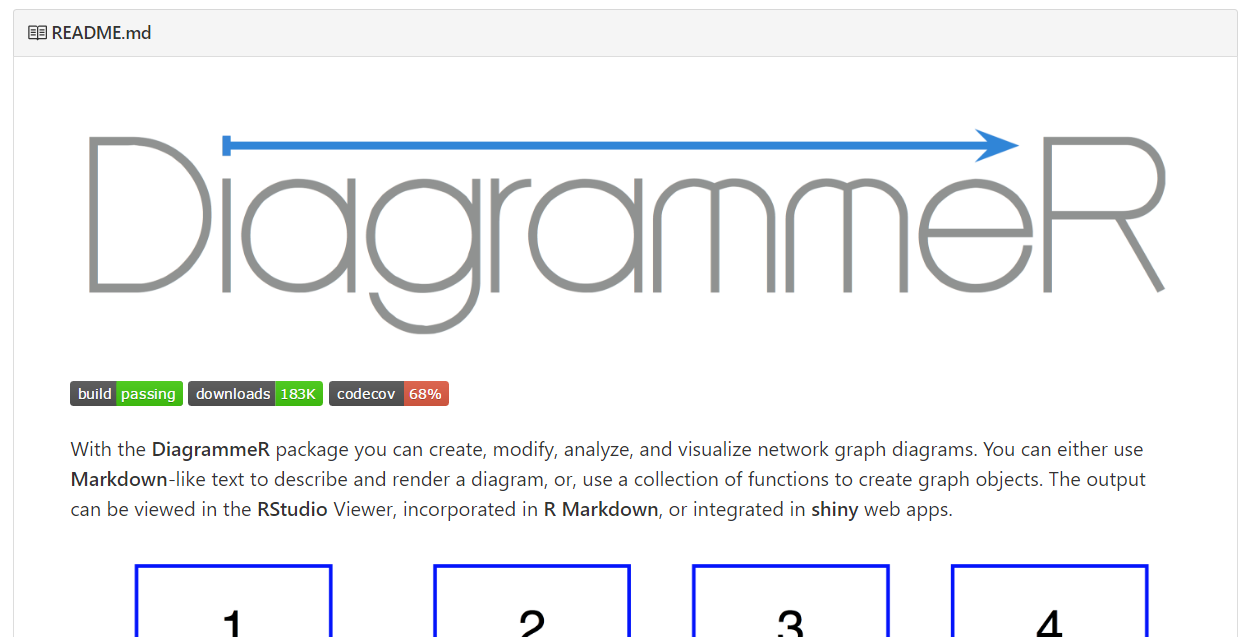 README.md
DiagrammeR
build passing downloads 183K codecov 68%
With the DiagrammeR package you can create, modify, analyze, and visualize network graph diagrams. You can either use
Markdown-like text to describe and render a diagram, or, use a collection of functions to create graph objects. The output
can be viewed in the RStudio Viewer, incorporated in R Markdown, or integrated in shiny web apps.
1 2 3 4